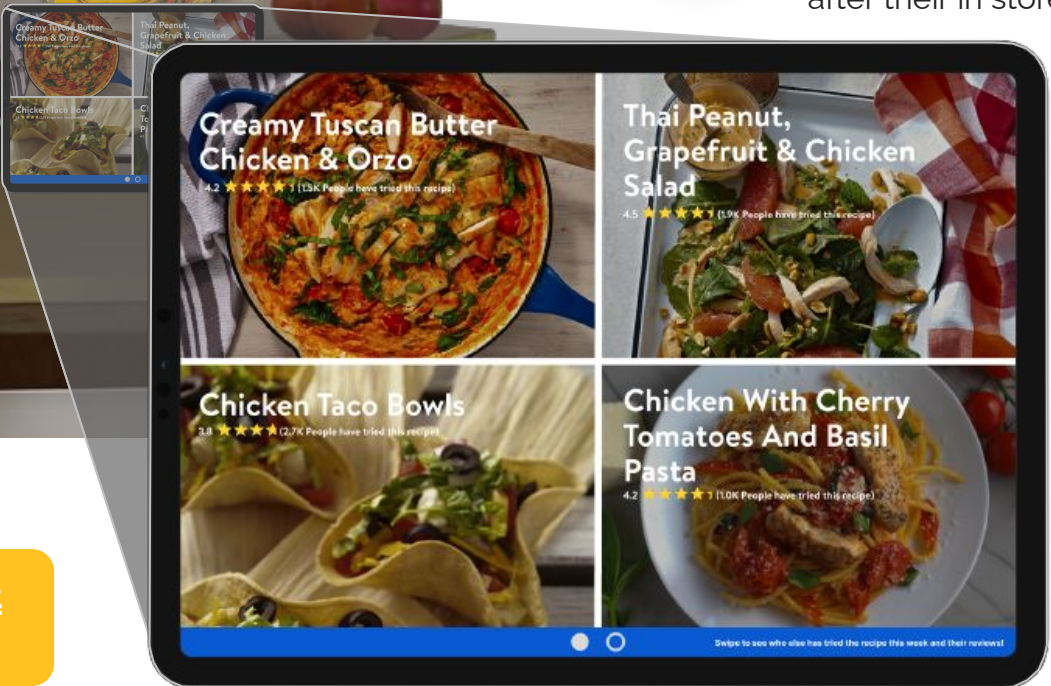 after their in store
Creamy Tuscan Butter
Chicken & Orzo
Thai Peanut,
Grapefruit & Chicken
Salad
Chicken Taco Bowls
Creamy Tuscan Butter
Chicken & Orzo
4.2 (1.5K People have tried this recipe)
Thai Peanut,
Grapefruit & Chicken
Salad
4.5 (1.9K People have tried this recipe)
Chicken Taco Bowls
3.8 (2.7K People have tried this recipe)
Chicken With Cherry
Tomatoes And Basil
Pasta
4.2 (1.0K People have tried this recipe)
Swipe to see who else has tried the recipe this week and their reviews!